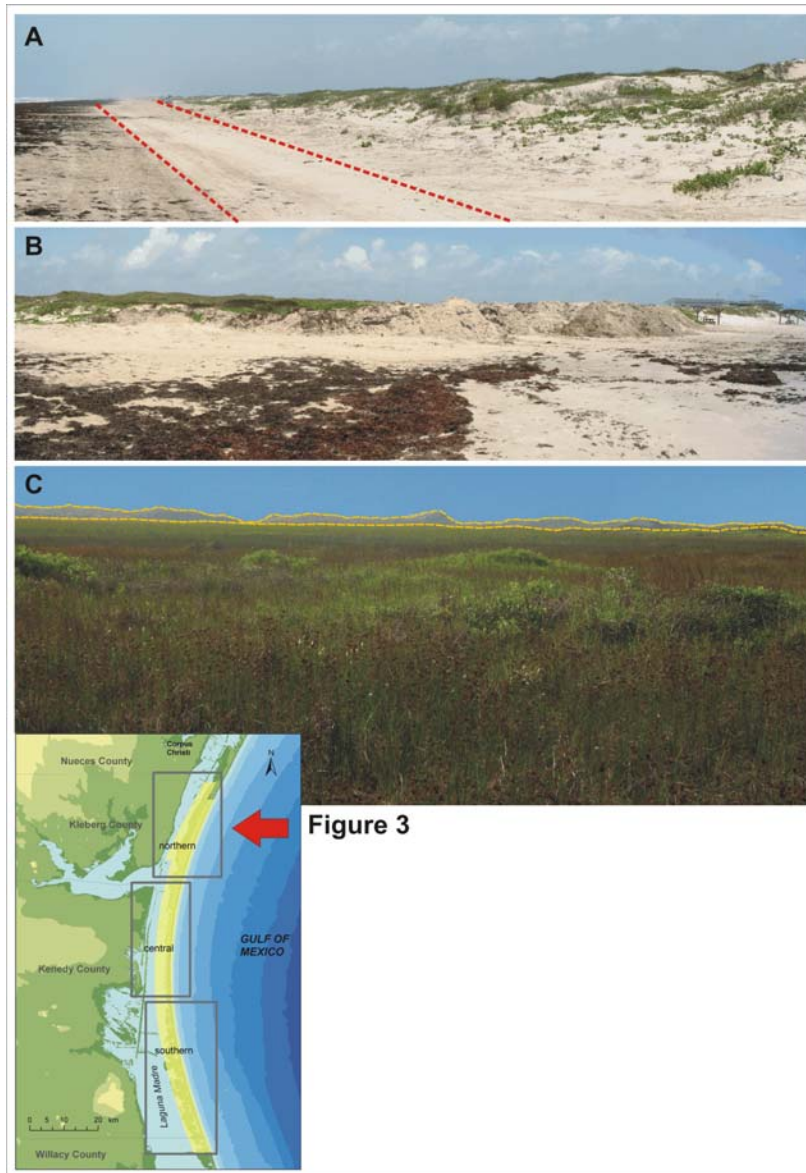 A
B
C
Corpus
Christi
N
Nueces County
Kleberg County
northern
Figure 3
central
GULF OF
MEXICO
Kenedy County
southern
Laguna Madre
0 5 10 20 km
Willacy County